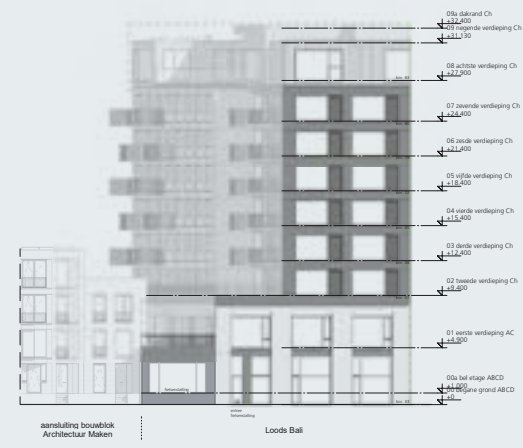 09a dakrand Ch
+32,400
09 negende verdieping Ch
+31,130
08 achtste verdieping Ch
+27,900
07 zevende verdieping Ch
+24,400
06 zesde verdieping Ch
+21,400
05 vijfde verdieping Ch
+18,400
04 vierde verdieping Ch
+15,400
03 derde verdieping Ch
+12,400
02 tweede verdieping Ch
+9,400
01 eerste verdieping AC
+4,900
00a bel etage ABCD
+1,000
00 begane grond ABCD
+0
fietsenstalling
entree
fietsenstalling
aansluiting bouwblok
Architectuur Maken
Loods Bali